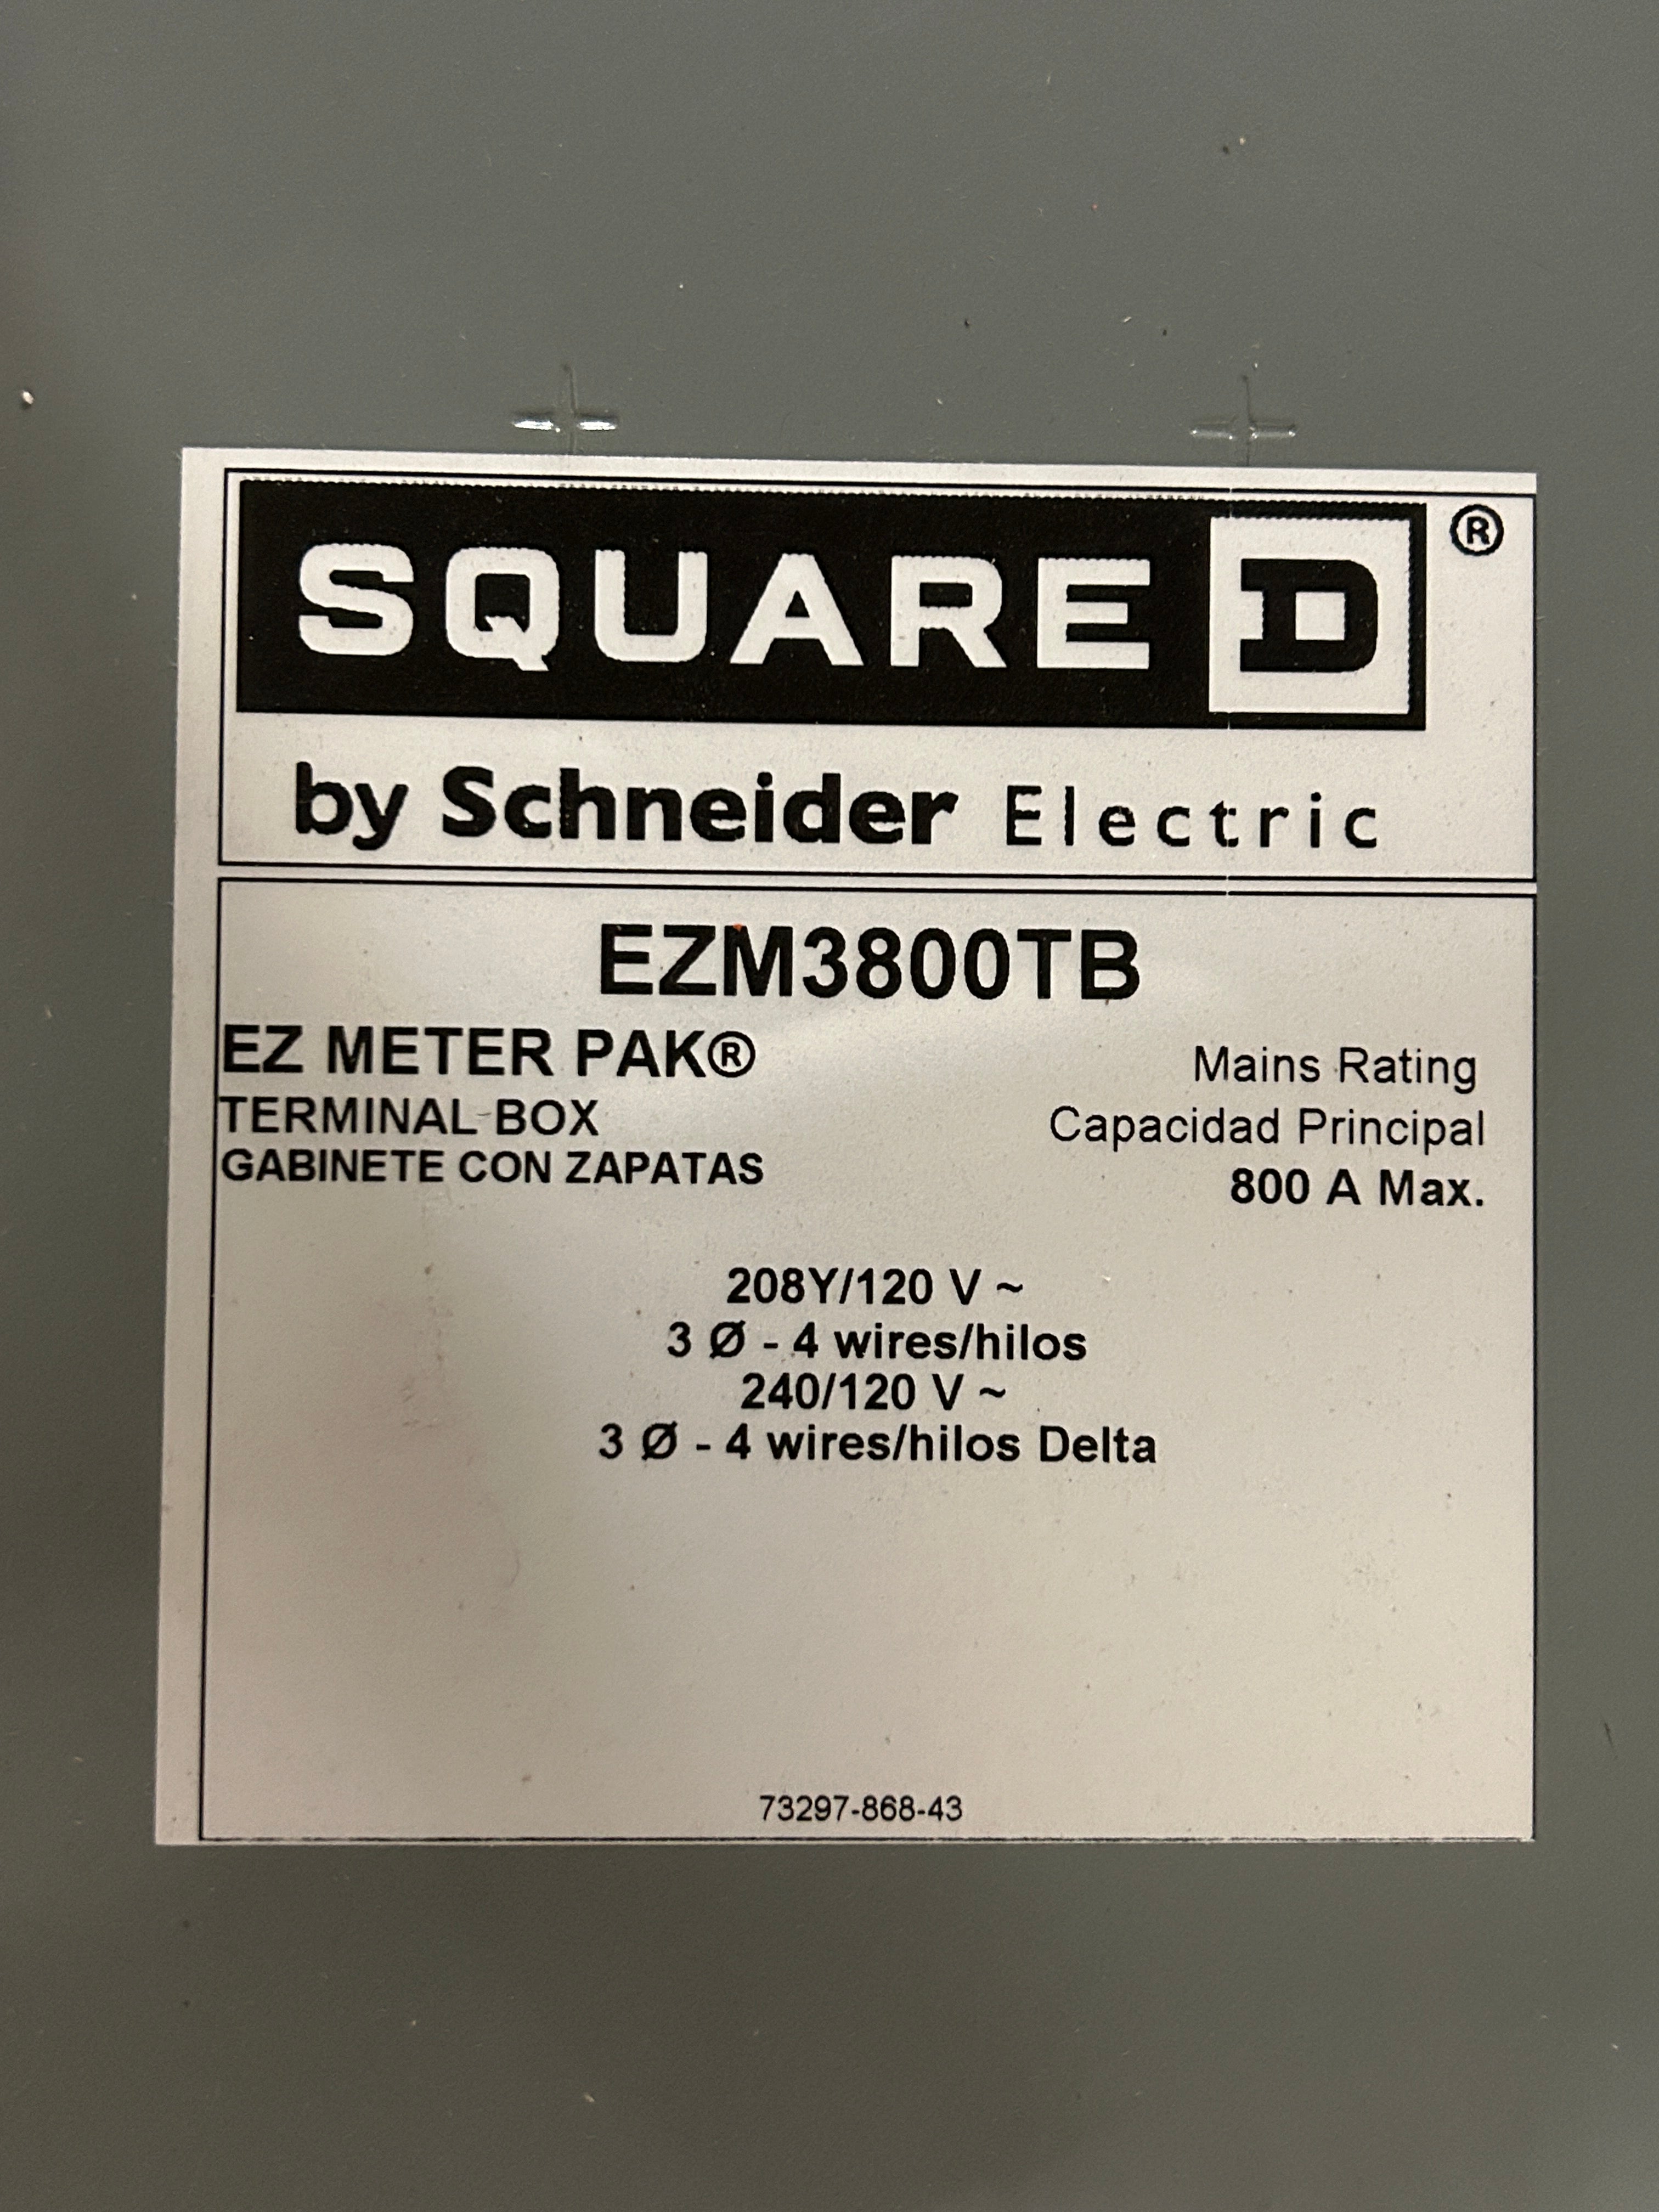 SQUARE D ®
by Schneider Electric
EZM3800TB
EZ METER PAK®
TERMINAL BOX
GABINETE CON ZAPATAS
Mains Rating
Capacidad Principal
800 A Max.
208Y/120 V ~
3 Ø - 4 wires/hilos
240/120 V ~
3 Ø - 4 wires/hilos Delta
73297-868-43